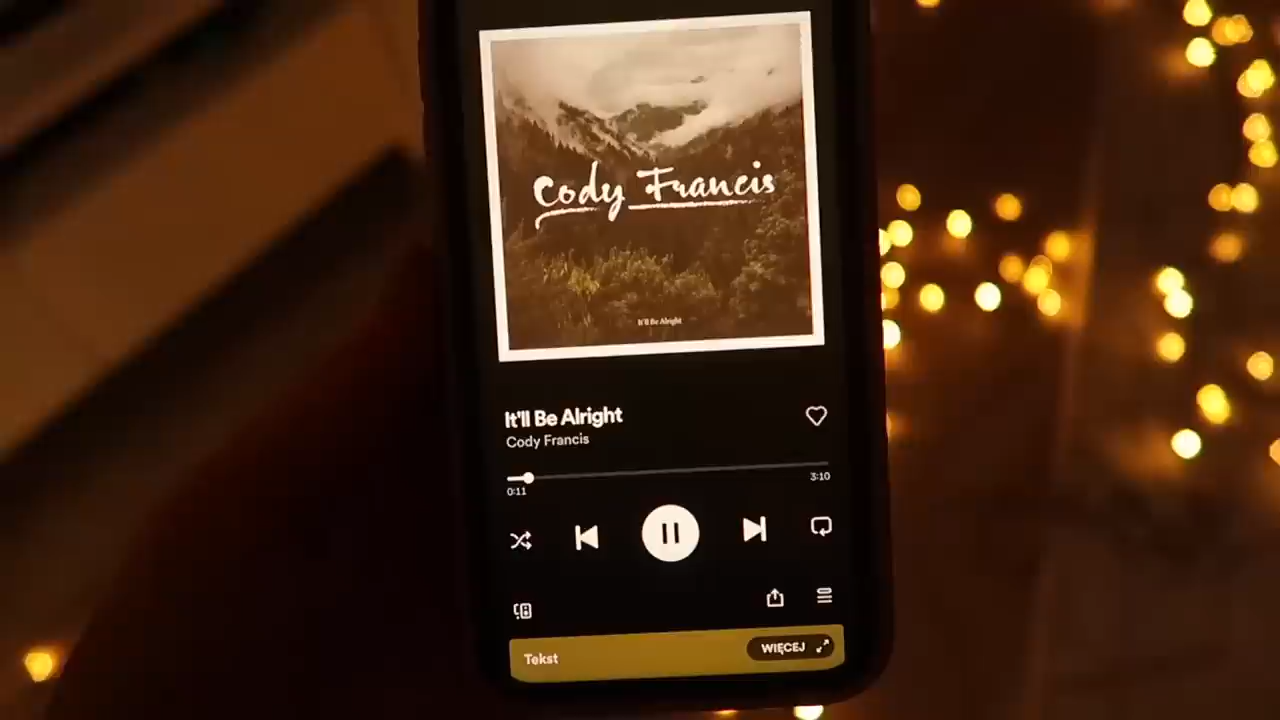 Cody Francis
It'll Be Alright
It'll Be Alright
Cody Francis
0:11
3:10
Tekst
WIĘCEJ